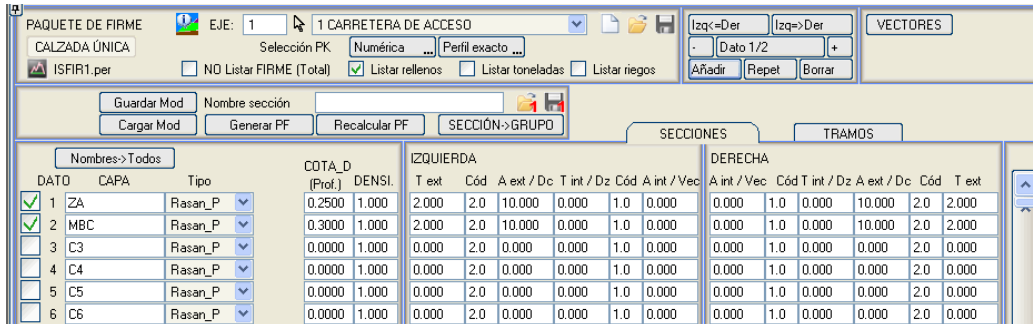 PAQUETE DE FIRME EJE: 1 1 CARRETERA DE ACCESO Izq<=Der Izq=>Der VECTORES
CALZADA ÚNICA Selección PK Numérica ... Perfil exacto ... - Dato 1/2 +
ISFIR1.per NO Listar FIRME (Total) Listar rellenos Listar toneladas Listar riegos Añadir Repet Borrar
Guardar Mod Nombre sección
Cargar Mod Generar PF Recalcular PF SECCIÓN->GRUPO SECCIONES TRAMOS
Nombres->Todos COTA_D IZQUIERDA DERECHA
DATO CAPA Tipo (Prof.) DENSI. T ext Cód A ext / Dc T int / Dz Cód A int / Vec A int / Vec Cód T int / Dz A ext / Dc Cód T ext
1 ZA Rasan_P 0.2500 1.000 2.000 2.0 10.000 0.000 1.0 0.000 0.000 1.0 0.000 10.000 2.0 2.000
2 MBC Rasan_P 0.3000 1.000 2.000 2.0 10.000 0.000 1.0 0.000 0.000 1.0 0.000 10.000 2.0 2.000
3 C3 Rasan_P 0.0000 1.000 0.000 2.0 0.000 0.000 1.0 0.000 0.000 1.0 0.000 0.000 2.0 0.000
4 C4 Rasan_P 0.0000 1.000 0.000 2.0 0.000 0.000 1.0 0.000 0.000 1.0 0.000 0.000 2.0 0.000
5 C5 Rasan_P 0.0000 1.000 0.000 2.0 0.000 0.000 1.0 0.000 0.000 1.0 0.000 0.000 2.0 0.000
6 C6 Rasan_P 0.0000 1.000 0.000 2.0 0.000 0.000 1.0 0.000 0.000 1.0 0.000 0.000 2.0 0.000